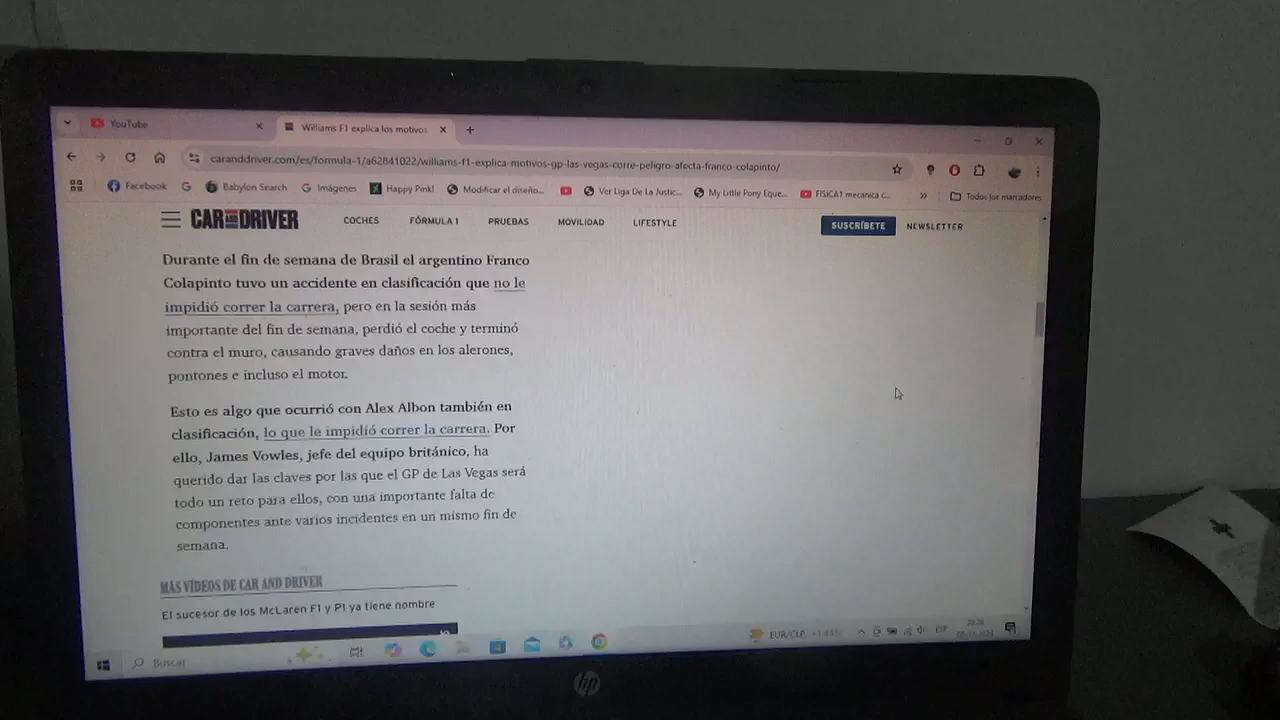 YouTube
Williams F1 explica los motivos
caranddriver.com/es/formula-1/a62841022/williams-f1-explica-motivos-gp-las-vegas-corre-peligro-afecta-franco-colapinto/
Facebook
Babylon Search
Imágenes
Happy Pink!
Modificar el diseño...
Ver Liga De La Justic...
My Little Pony Eque...
FISICA1 mecanica c...
Todos los marcadores
CAR AND DRIVER
COCHES
FÓRMULA 1
PRUEBAS
MOVILIDAD
LIFESTYLE
SUSCRÍBETE
NEWSLETTER
Durante el fin de semana de Brasil el argentino Franco
Colapinto tuvo un accidente en clasificación que no le
impidió correr la carrera, pero en la sesión más
importante del fin de semana, perdió el coche y terminó
contra el muro, causando graves daños en los alerones,
pontones e incluso el motor.
Esto es algo que ocurrió con Alex Albon también en
clasificación, lo que le impidió correr la carrera. Por
ello, James Vowles, jefe del equipo británico, ha
querido dar las claves por las que el GP de Las Vegas será
todo un reto para ellos, con una importante falta de
componentes ante varios incidentes en un mismo fin de
semana.
MÁS VÍDEOS DE CAR AND DRIVER
El sucesor de los McLaren F1 y P1 ya tiene nombre
Buscar
EUR/CLP
ESP
hp